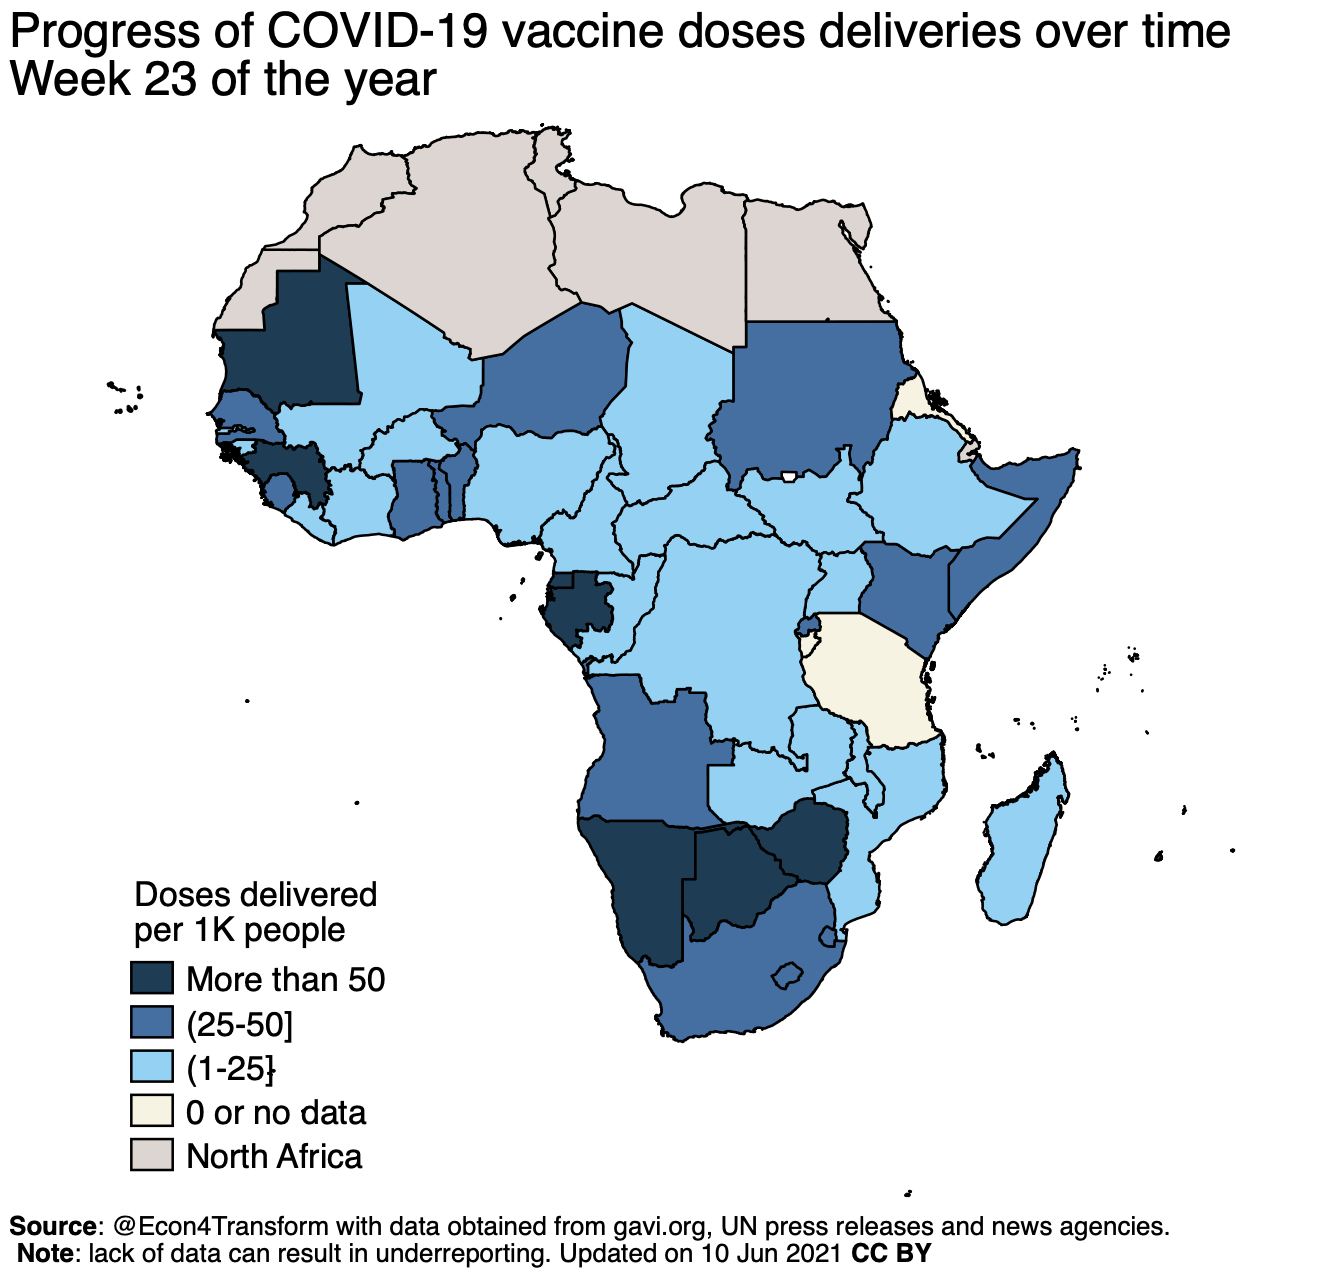 Progress of COVID-19 vaccine doses deliveries over time
Week 23 of the year
Doses delivered
per 1K people
More than 50
(25-50]
(1-25]
0 or no data
North Africa
Source: @Econ4Transform with data obtained from gavi.org, UN press releases and news agencies.
Note: lack of data can result in underreporting. Updated on 10 Jun 2021 CC BY